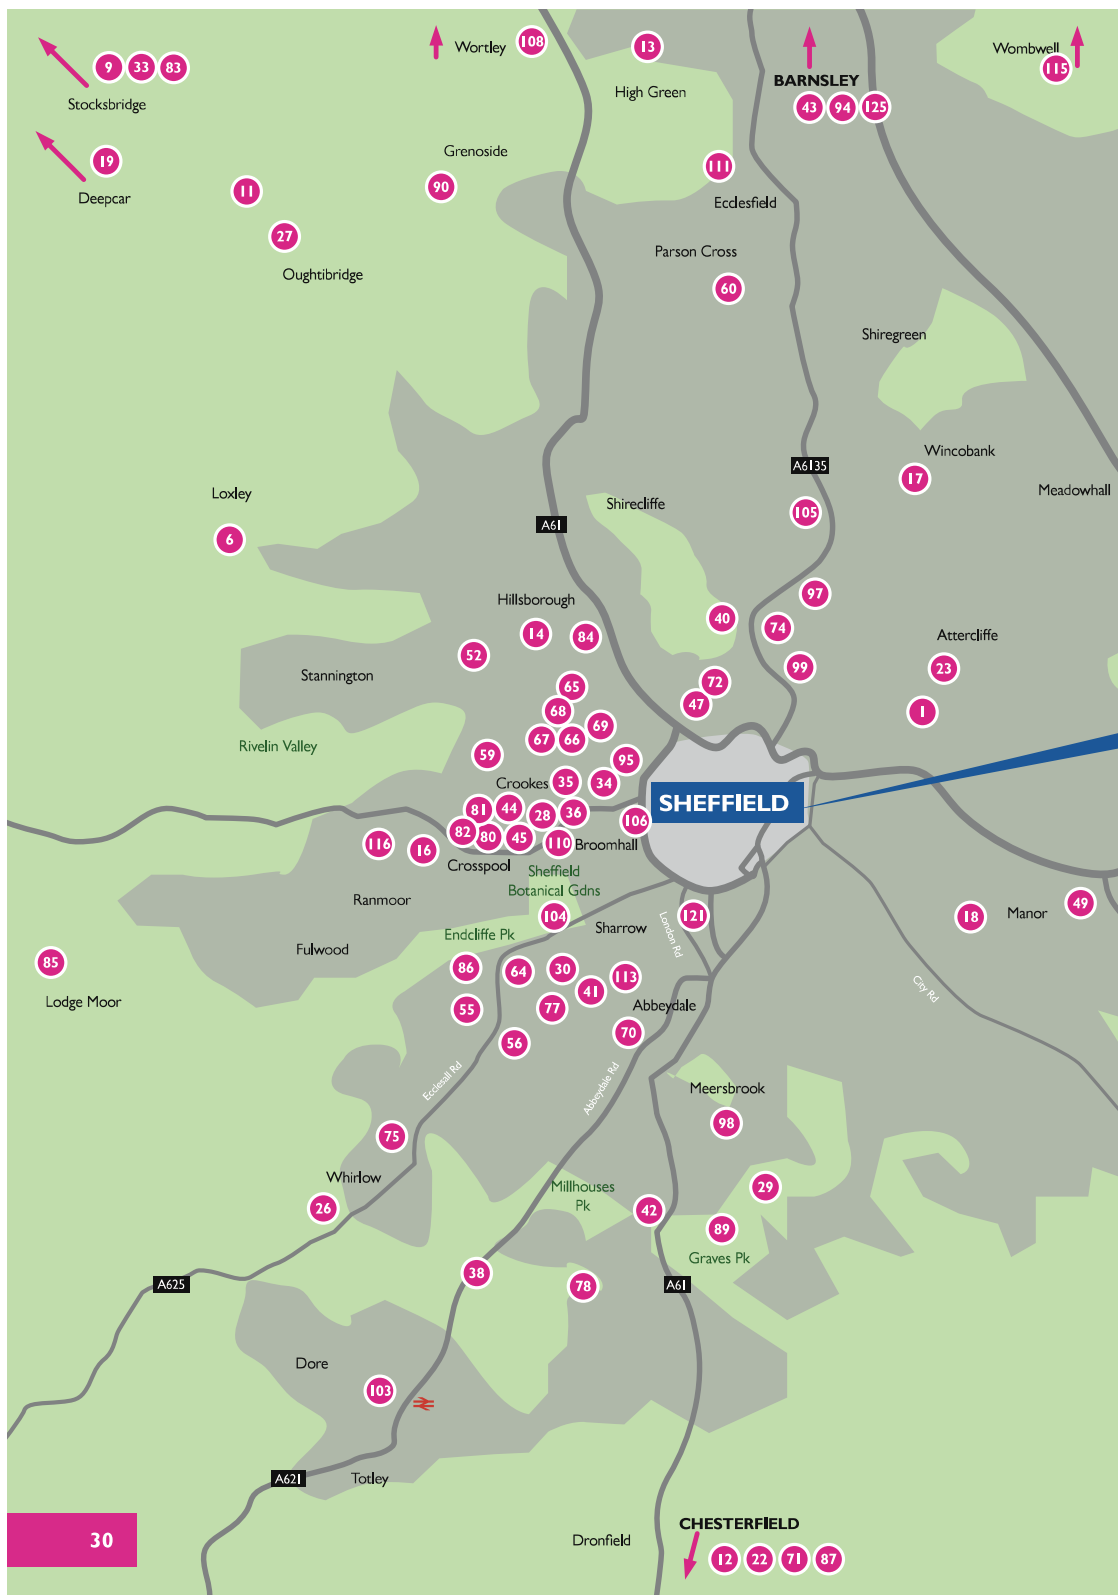 Wortley
108
13
Wombwell
115
9 33 83
Stocksbridge
High Green
BARNSLEY
43 94 125
19
Deepcar
11
Grenoside
90
111
Ecclesfield
27
Oughtibridge
Parson Cross
60
Shiregreen
Wincobank
17
A6135
Meadowhall
Loxley
6
Shirecliffe
105
A61
Hillsborough
14 84
97
40
74
Attercliffe
23
52
Stannington
99
65
72
47
1
68
69
67 66
Rivelin Valley
59
95
Crookes
35 34
SHEFFIELD
81 44 28 36
106
82 80 45 110
Broomhall
116 16
Crosspool
Sheffield
Botanical Gdns
Ranmoor
104
121
18
Manor
49
Endcliffe Pk
Sharrow
London Rd
Fulwood
85
Lodge Moor
86 64 30 113
41
City Rd
55
77
Abbeydale
56
70
Ecclesall Rd
Abbeydale Rd
Meersbrook
98
75
Whirlow
26
Millhouses
Pk
42
29
89
Graves Pk
38
78
A625
A61
Dore
103
A621
Totley
30
Dronfield
CHESTERFIELD
12 22 71 87